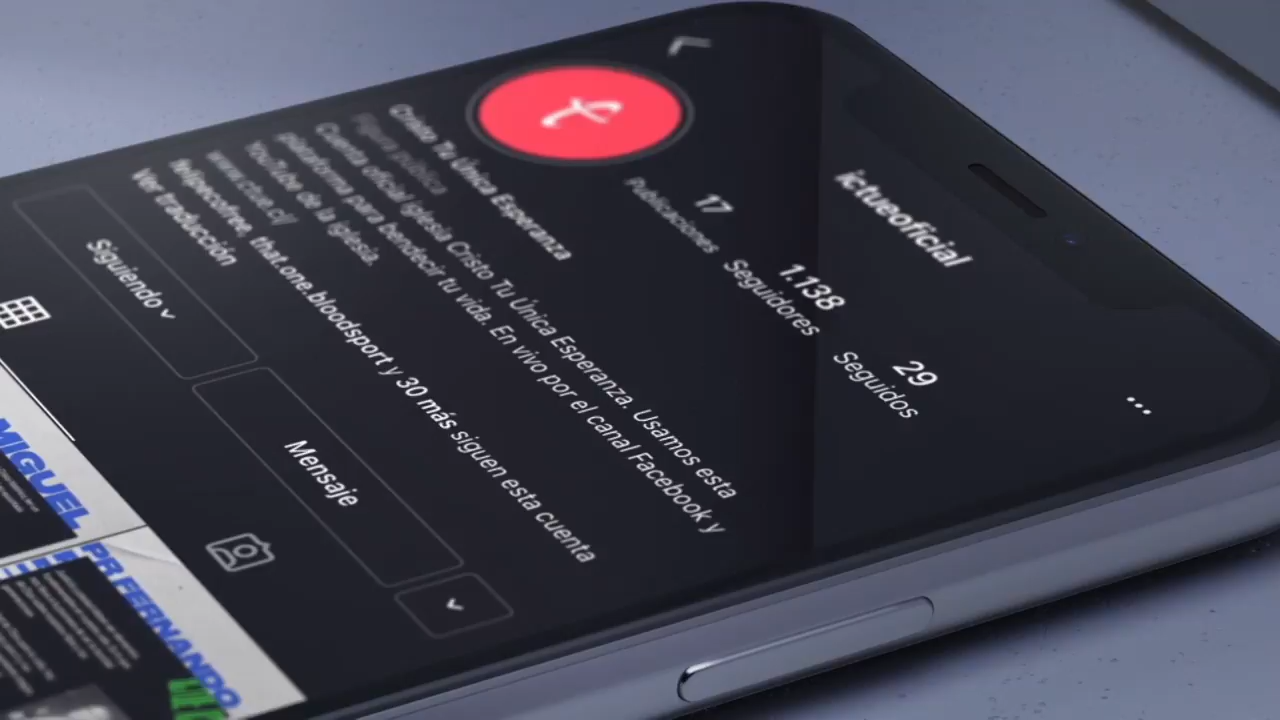 ictueoficial
17
Publicaciones
1.138
Seguidores
29
Seguidos
Cristo Tu Única Esperanza
Figura pública
Cuenta oficial Iglesia Cristo Tu Única Esperanza. Usamos esta
plataforma para bendecir tu vida. En vivo por el canal Facebook y
YouTube de la iglesia.
www.ctue.cl
felipeonofree, that.one.bloodsport y 30 más siguen esta cuenta
Ver traducción
Siguiendo
Mensaje
MIGUEL
PR FERNANDO